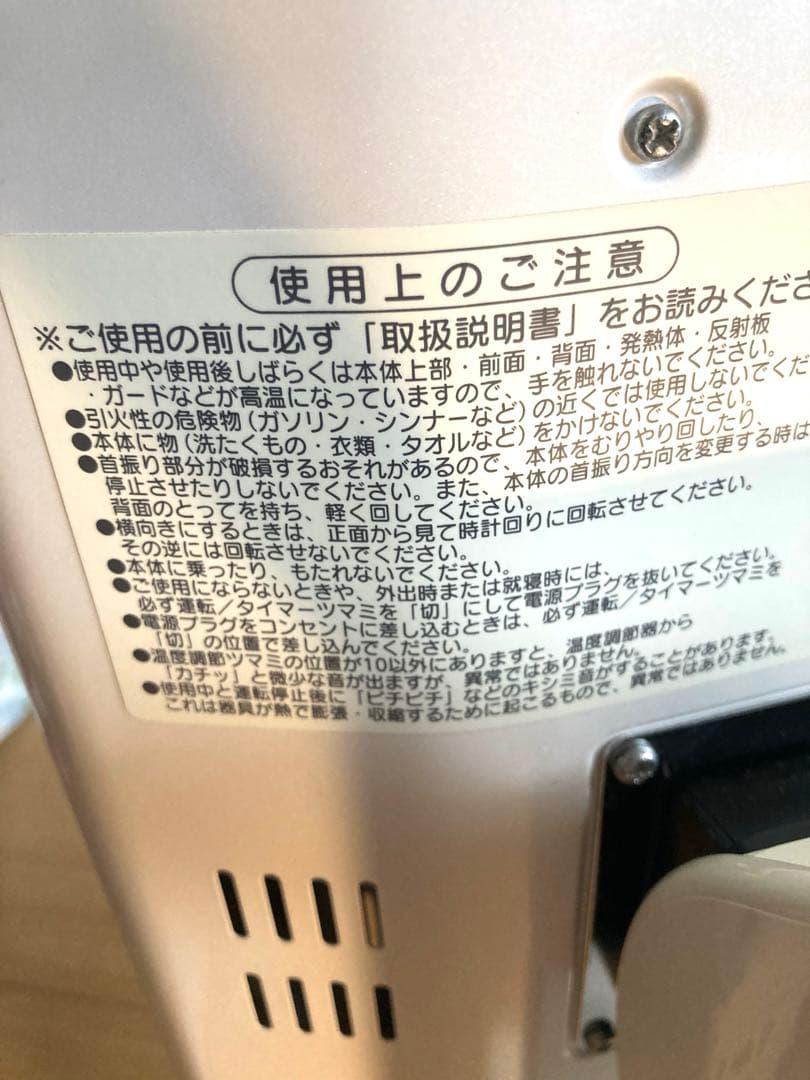 使用上のご注意
※ご使用の前に必ず「取扱説明書」をお読みくださ
●使用中や使用後しばらくは本体上部・前面・背面・発熱体・反射板
・ガードなどが高温になっていますので、手を触れないでください。
●引火性の危険物(ガソリン・シンナーなど)の近くでは使用しないでくだ
●本体に物(洗たくもの・衣類・タオルなど)をかけないでください。
●首振り部分が破損するおそれがあるので、本体をむりやり回したり、
停止させたりしないでください。また、本体の首振り方向を変更する時は
背面のとってを持ち、軽く回してください。
●横向きにするときは、正面から見て時計回りに回転させてください。
その逆には回転させないでください。
●本体に乗ったり、もたれないでください。
●ご使用にならないときや、外出時または就寝時には、
必ず運転/タイマーツマミを「切」にして電源プラグを抜いてください。
●電源プラグをコンセントに差し込むときは、必ず運転/タイマーツマミを
「切」の位置で差し込んでください。
●温度調節ツマミの位置が10以外にありますと、温度調節器から
「カチッ」と微少な音が出ますが、異常ではありません。
●使用中と運転停止後に「ピチピチ」などのキシミ音がすることがあります。
これは器具が熱で膨張・収縮するために起こるもので、異常ではありません。